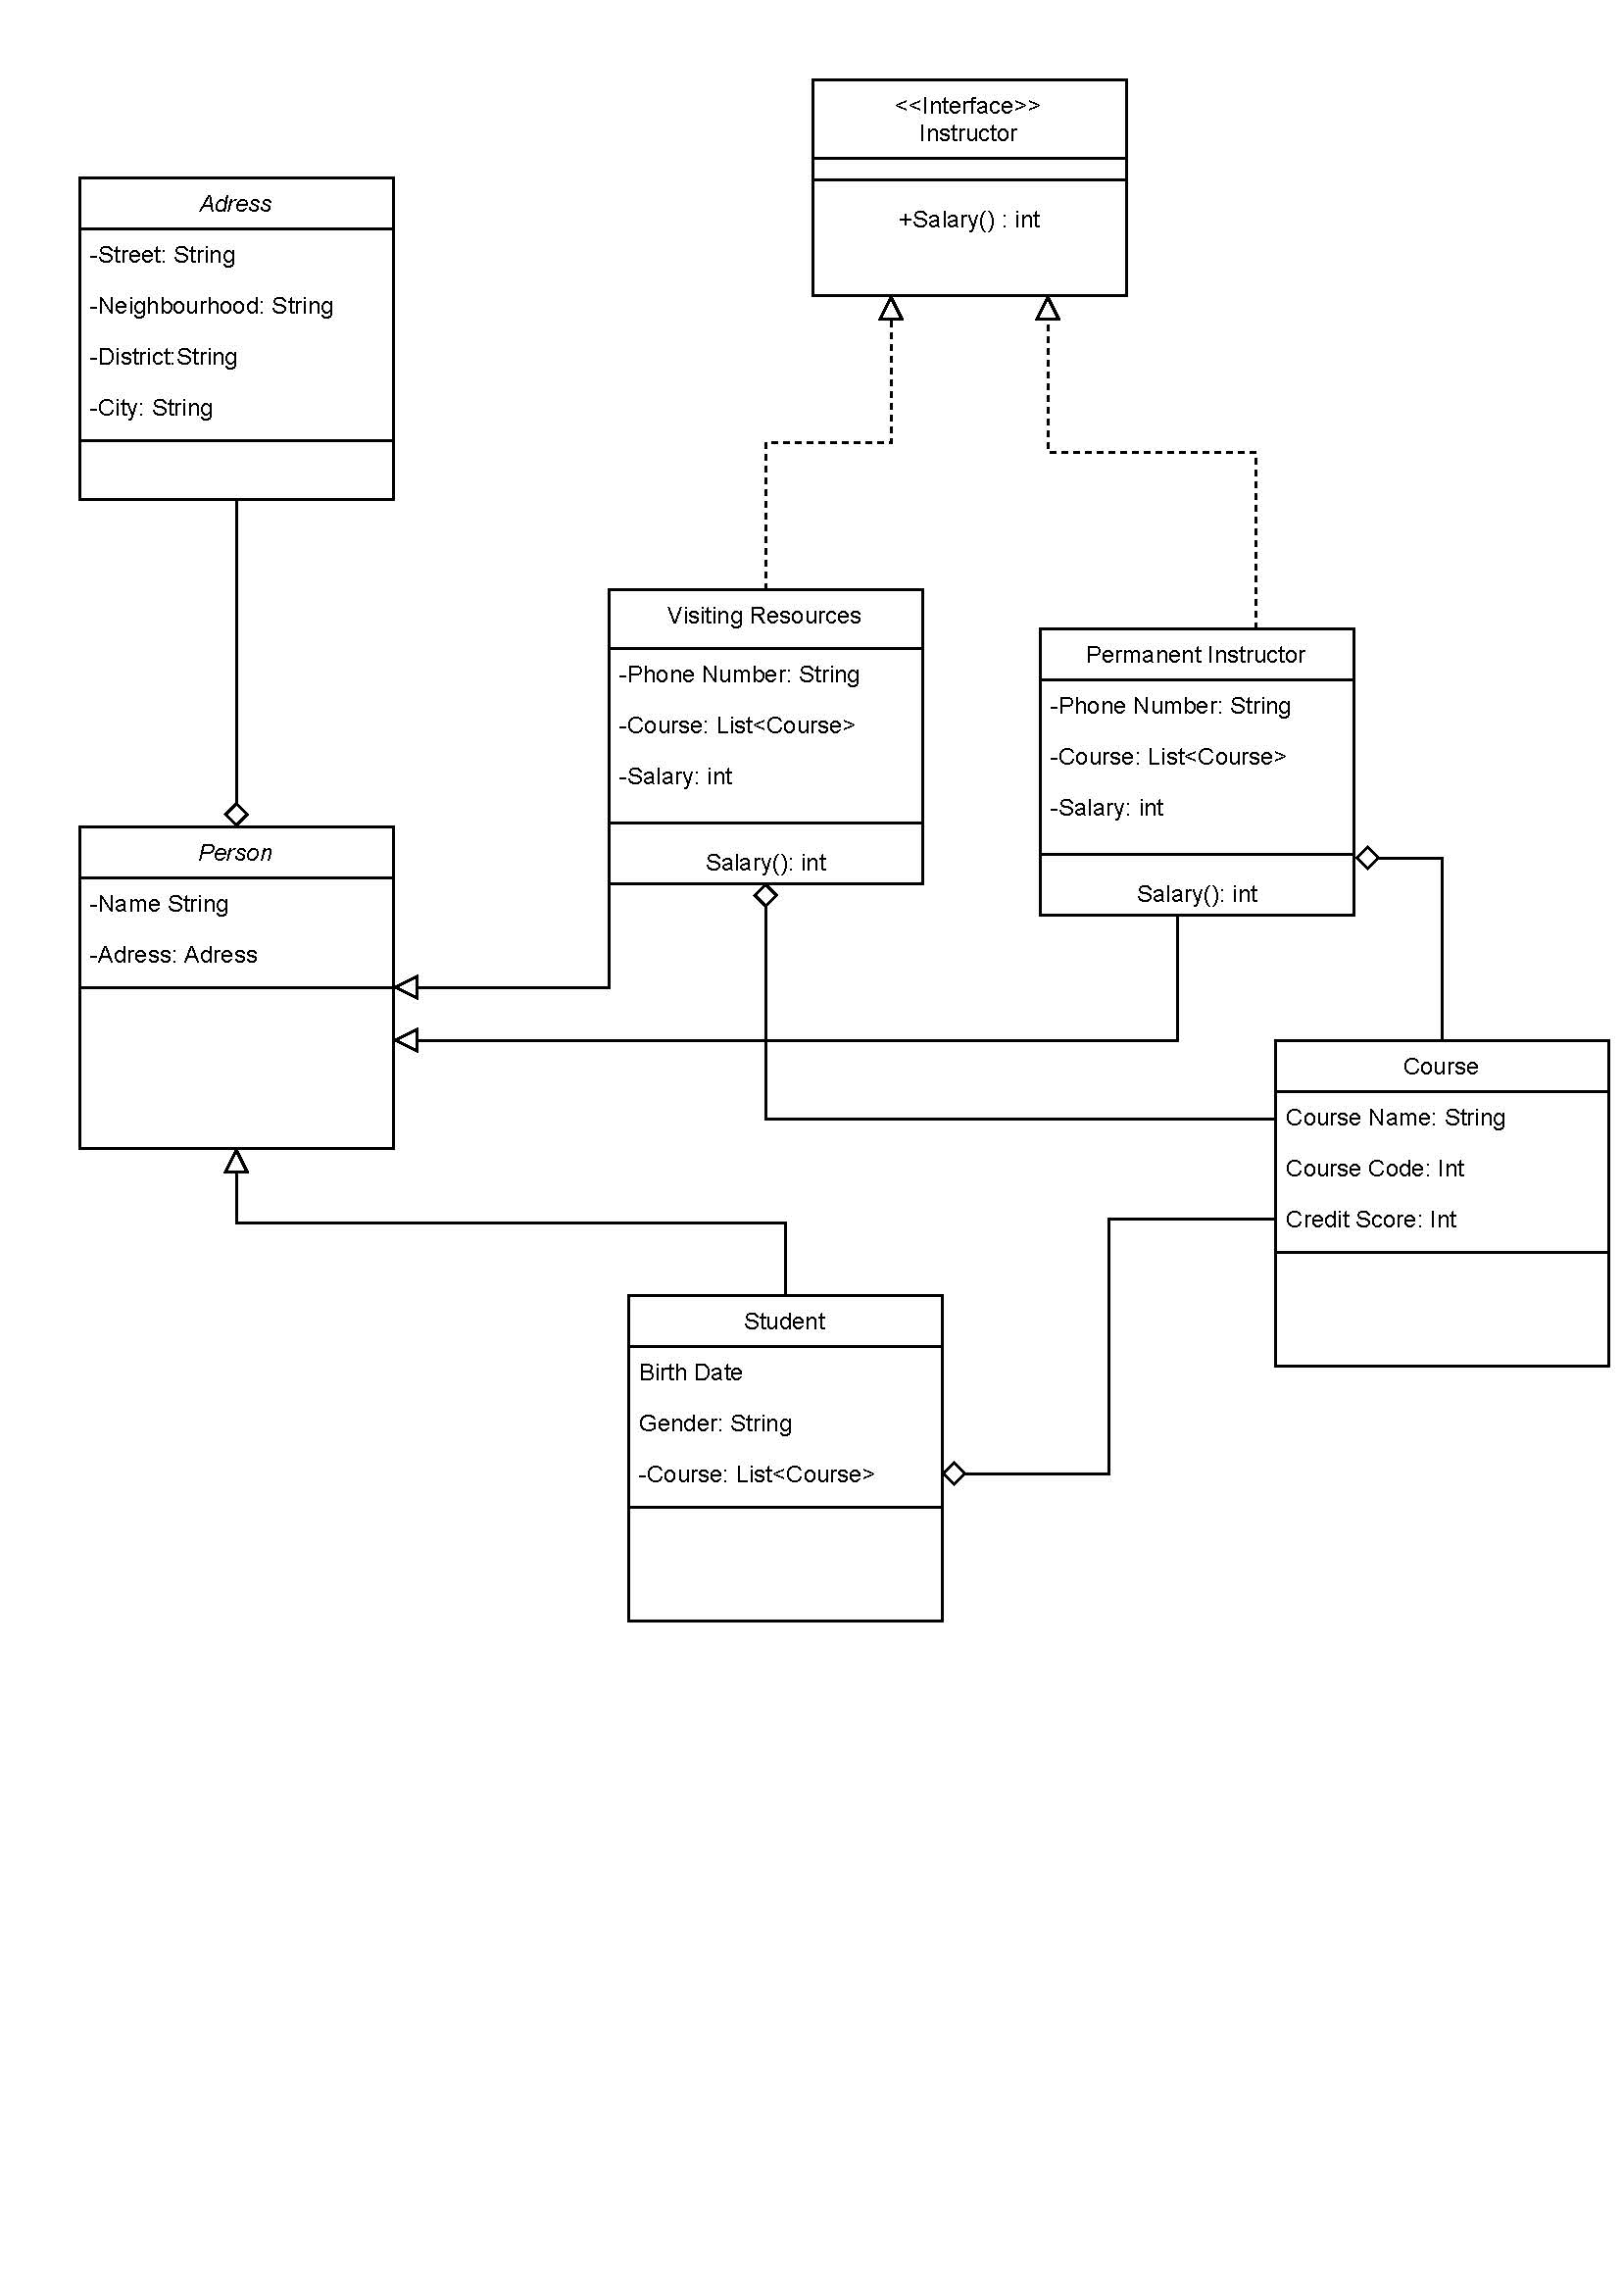 <<Interface>>
Instructor
+Salary() : int
Adress
-Street: String
-Neighbourhood: String
-District:String
-City: String
Visiting Resources
-Phone Number: String
-Course: List<Course>
-Salary: int
Salary(): int
Permanent Instructor
-Phone Number: String
-Course: List<Course>
-Salary: int
Salary(): int
Person
-Name String
-Adress: Adress
Course
Course Name: String
Course Code: Int
Credit Score: Int
Student
Birth Date
Gender: String
-Course: List<Course>